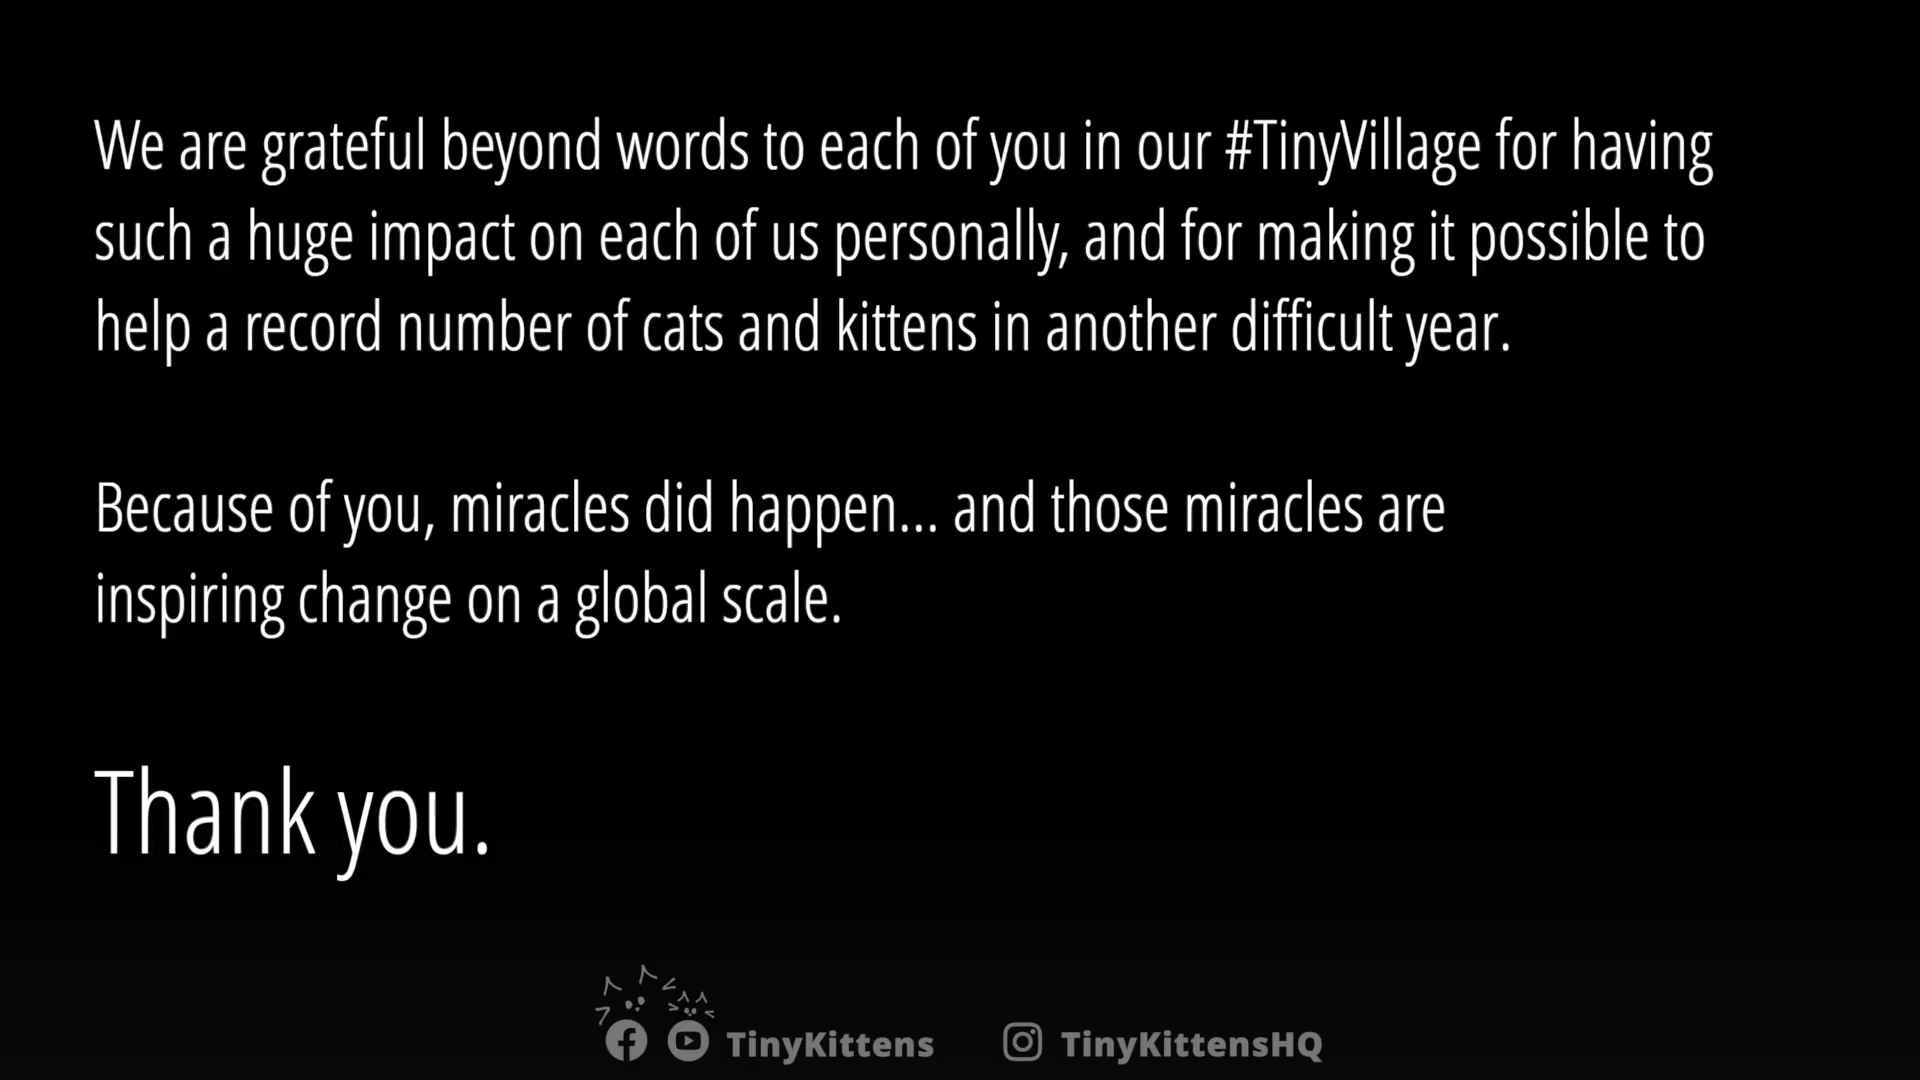 We are grateful beyond words to each of you in our #TinyVillage for having
such a huge impact on each of us personally, and for making it possible to
help a record number of cats and kittens in another difficult year.
Because of you, miracles did happen... and those miracles are
inspiring change on a global scale.
Thank you.
TinyKittens
TinyKittensHQ